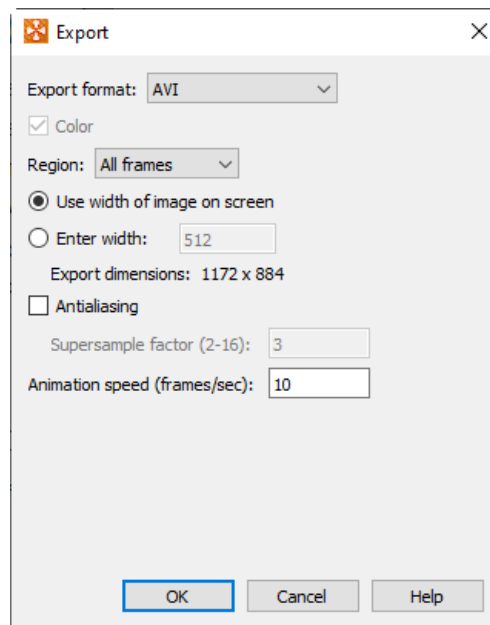 Export
Export format: AVI
Color
Region: All frames
Use width of image on screen
Enter width: 512
Export dimensions: 1172 x 884
Antialiasing
Supersample factor (2-16): 3
Animation speed (frames/sec): 10
OK Cancel Help